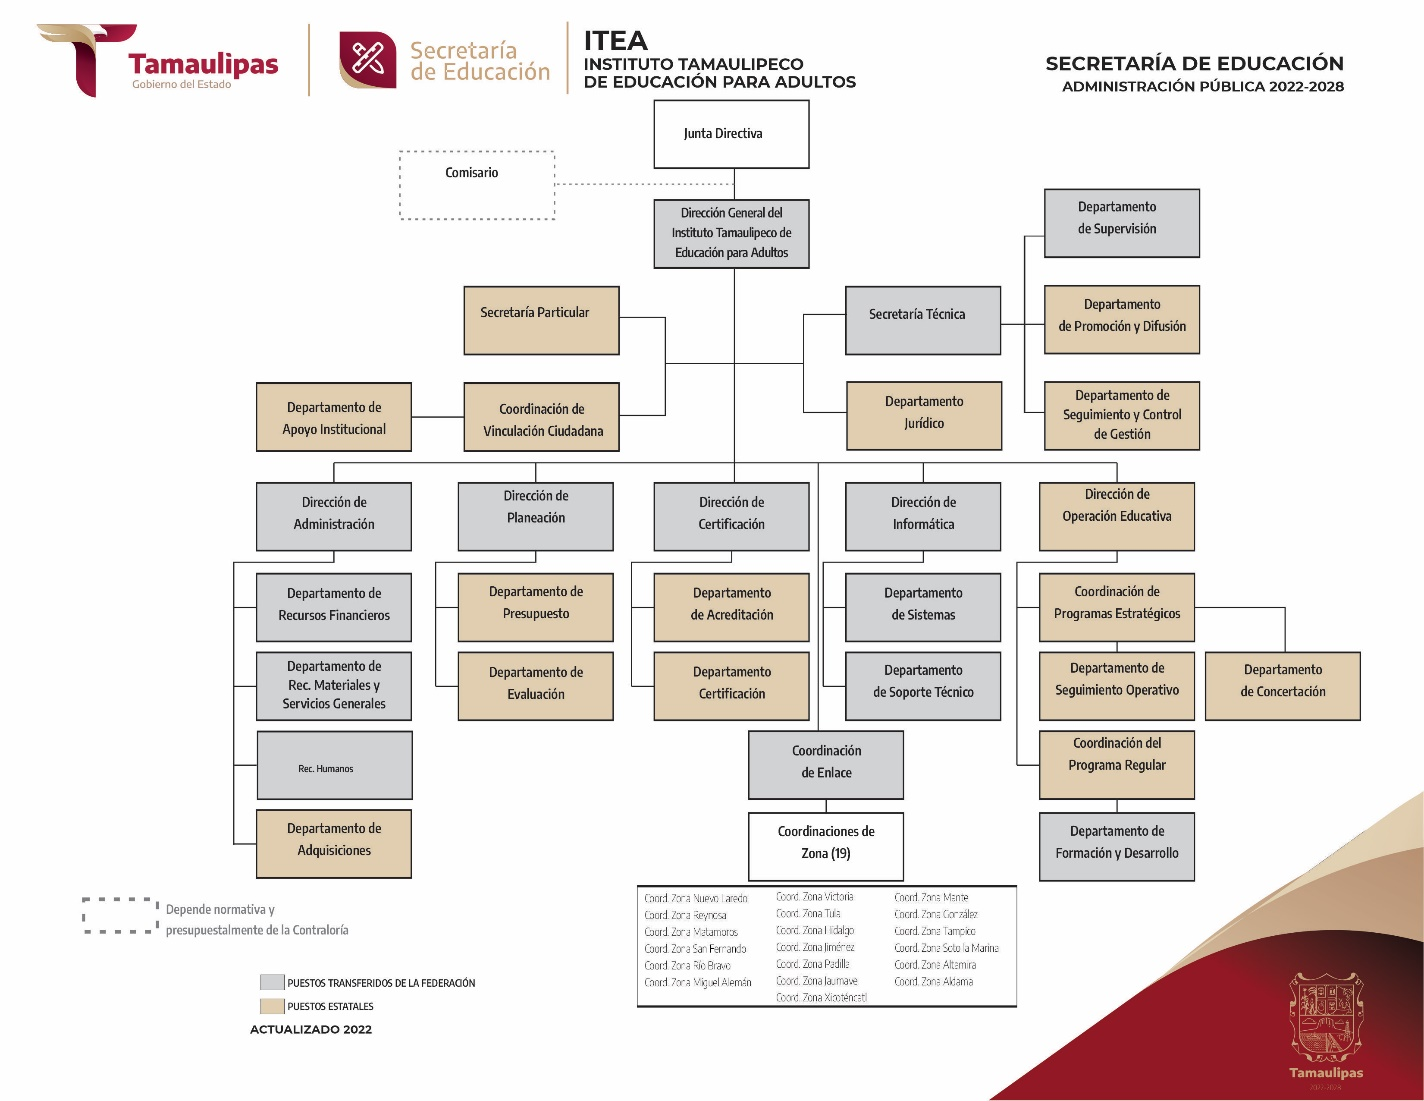 Tamaulipas
Gobierno del Estado
Secretaría
de Educación
ITEA
INSTITUTO TAMAULIPECO
DE EDUCACIÓN PARA ADULTOS
SECRETARÍA DE EDUCACIÓN
ADMINISTRACIÓN PÚBLICA 2022-2028
Junta Directiva
Comisario
Dirección General del
Instituto Tamaulipeco de
Educación para Adultos
Departamento
de Supervisión
Secretaría Particular
Secretaría Técnica
Departamento
de Promoción y Difusión
Departamento de
Apoyo Institucional
Coordinación de
Vinculación Ciudadana
Departamento
Jurídico
Departamento de
Seguimiento y Control
de Gestión
Dirección de
Administración
Dirección de
Planeación
Dirección de
Certificación
Dirección de
Informática
Dirección de
Operación Educativa
Departamento de
Recursos Financieros
Departamento de
Presupuesto
Departamento
de Acreditación
Departamento
de Sistemas
Coordinación de
Programas Estratégicos
Departamento de
Rec. Materiales y
Servicios Generales
Departamento de
Evaluación
Departamento
Certificación
Departamento
de Soporte Técnico
Departamento de
Seguimiento Operativo
Departamento
de Concertación
Rec. Humanos
Coordinación
de Enlace
Coordinación del
Programa Regular
Departamento de
Adquisiciones
Coordinaciones de
Zona (19)
Departamento de
Formación y Desarrollo
Coord. Zona Nuevo Laredo
Coord. Zona Reynosa
Coord. Zona Matamoros
Coord. Zona San Fernando
Coord. Zona Río Bravo
Coord. Zona Miguel Alemán
Coord. Zona Victoria
Coord. Zona Tula
Coord. Zona Hidalgo
Coord. Zona Jiménez
Coord. Zona Padilla
Coord. Zona Jaumave
Coord. Zona Xicoténcatl
Coord. Zona Mante
Coord. Zona González
Coord. Zona Tampico
Coord. Zona Soto la Marina
Coord. Zona Altamira
Coord. Zona Aldama
Depende normativa y
presupuestalmente de la Contraloría
PUESTOS TRANSFERIDOS DE LA FEDERACIÓN
PUESTOS ESTATALES
ACTUALIZADO 2022
Tamaulipas
2022-2028